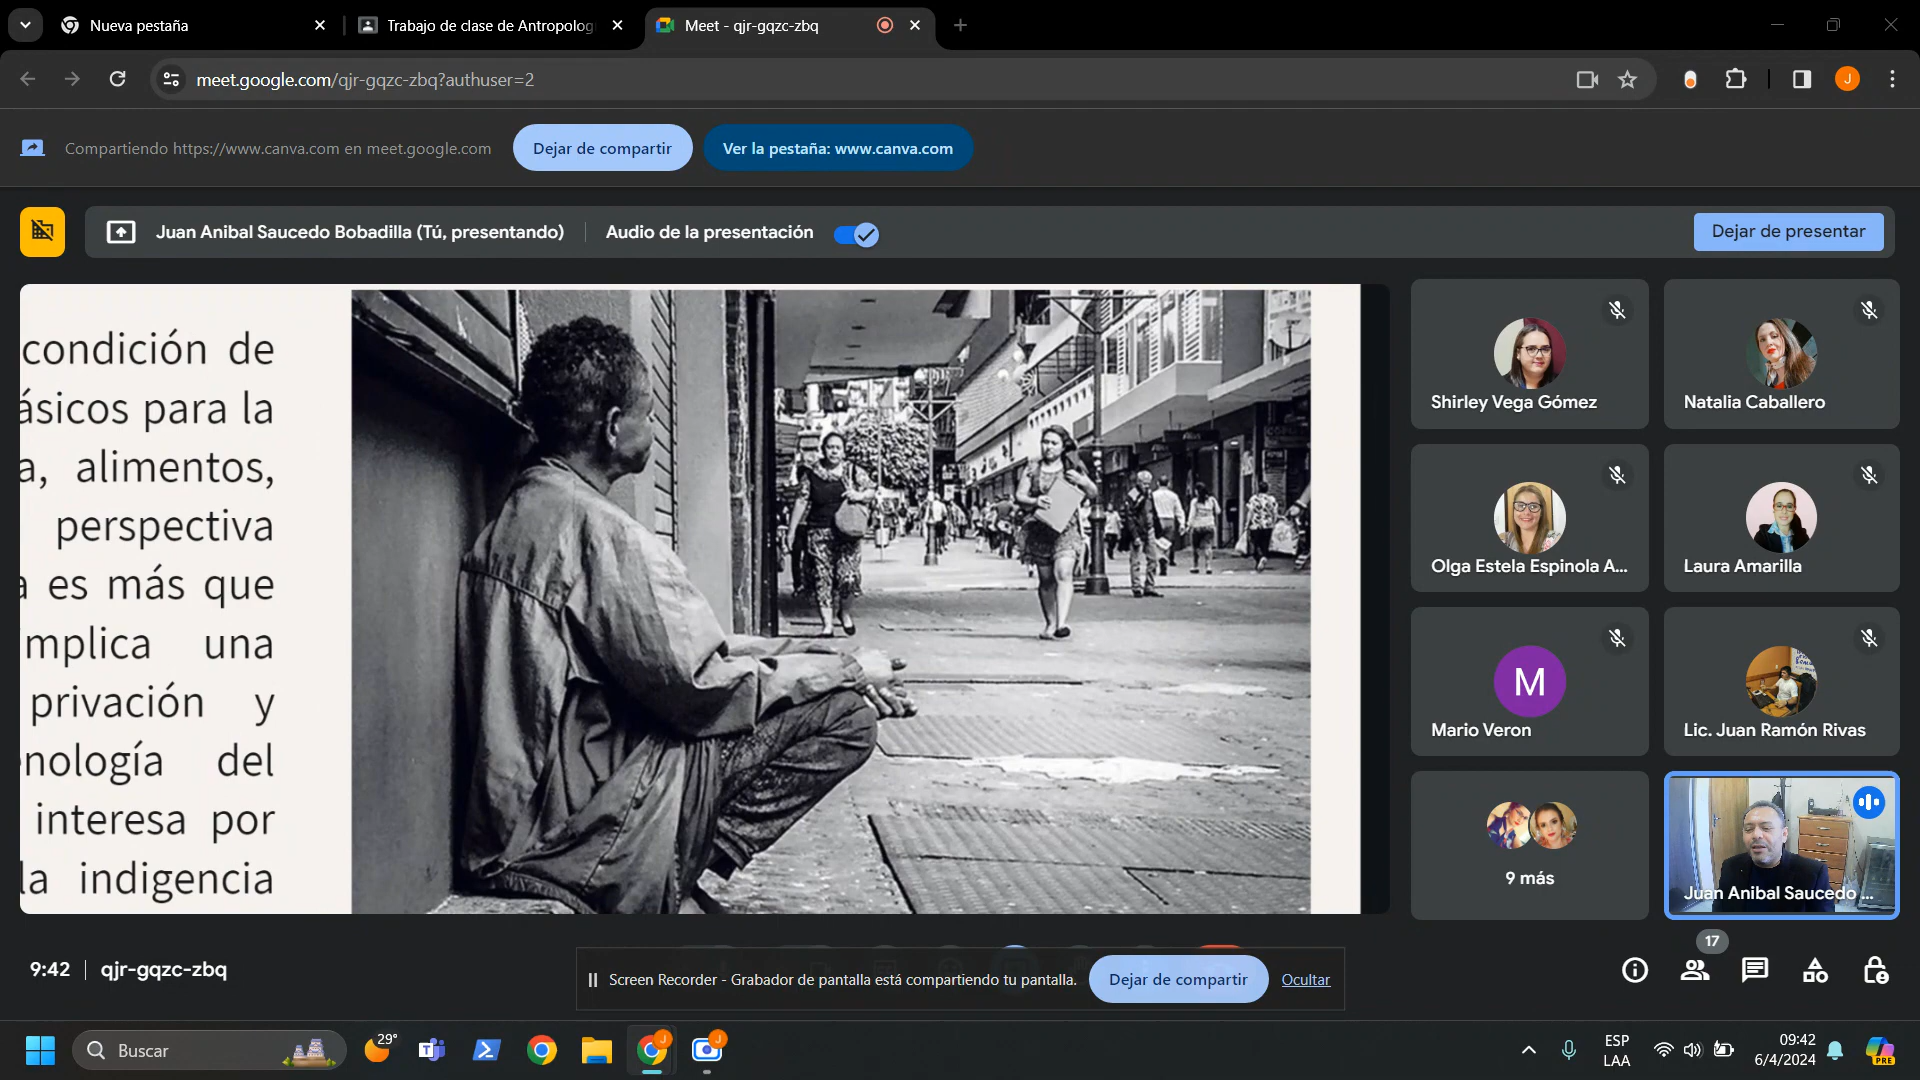 Nueva pestaña
Trabajo de clase de Antropolog
Meet - qjr-gqzc-zbq
meet.google.com/qjr-gqzc-zbq?authuser=2
J
Compartiendo https://www.canva.com en meet.google.com
Dejar de compartir
Ver la pestaña: www.canva.com
Juan Anibal Saucedo Bobadilla (Tú, presentando)
Audio de la presentación
Dejar de presentar
condición de
ásicos para la
a, alimentos,
perspectiva
a es más que
mplica una
privación y
enología del
interesa por
la indigencia
Shirley Vega Gómez
Natalia Caballero
Olga Estela Espinola A...
Laura Amarilla
M
Mario Veron
Lic. Juan Ramón Rivas
9 más
Juan Anibal Saucedo ...
9:42
qjr-gqzc-zbq
Screen Recorder - Grabador de pantalla está compartiendo tu pantalla.
Dejar de compartir
Ocultar
17
Buscar
29°
J
J
ESP
LAA
09:42
6/4/2024
PRE